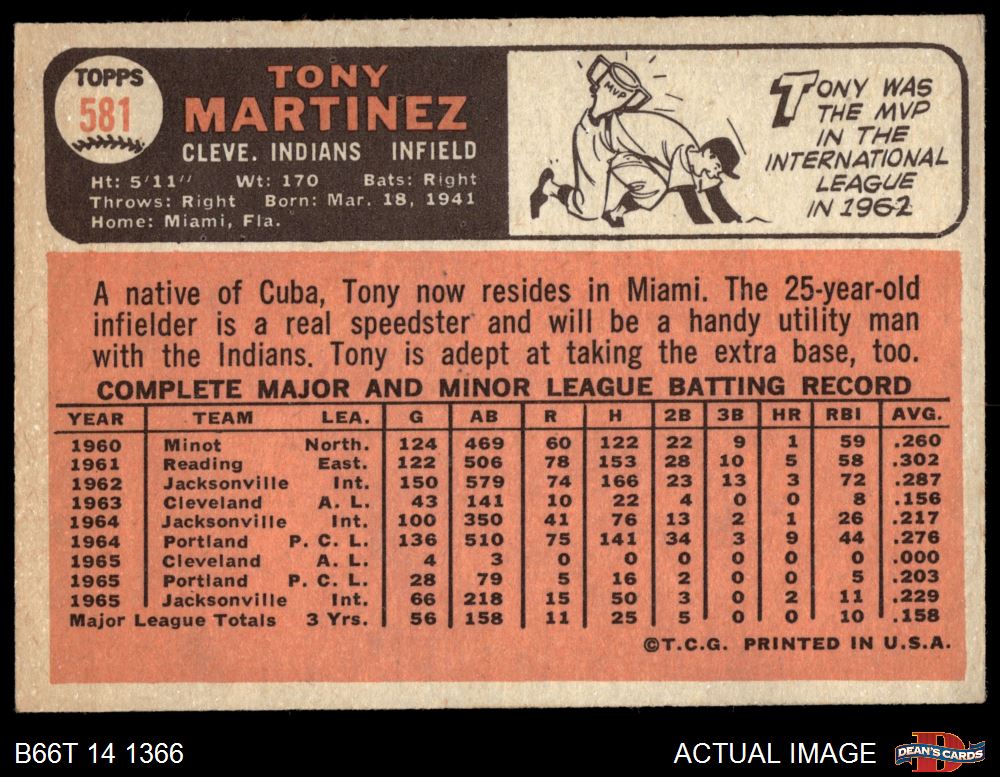 TOPPS
581
TONY
MARTINEZ
CLEVE. INDIANS INFIELD
Ht: 5'11" Wt: 170 Bats: Right
Throws: Right Born: Mar. 18, 1941
Home: Miami, Fla.
MVP
TONY WAS
THE MVP
IN THE
INTERNATIONAL
LEAGUE
IN 1962
A native of Cuba, Tony now resides in Miami. The 25-year-old
infielder is a real speedster and will be a handy utility man
with the Indians. Tony is adept at taking the extra base, too.
COMPLETE MAJOR AND MINOR LEAGUE BATTING RECORD
YEAR TEAM LEA. G AB R H 2B 3B HR RBI AVG.
1960 Minot North. 124 469 60 122 22 9 1 59 .260
1961 Reading East. 122 506 78 153 28 10 5 58 .302
1962 Jacksonville Int. 150 579 74 166 23 13 3 72 .287
1963 Cleveland A. L. 43 141 10 22 4 0 0 8 .156
1964 Jacksonville Int. 100 350 41 76 13 2 1 26 .217
1964 Portland P. C. L. 136 510 75 141 34 3 9 44 .276
1965 Cleveland A. L. 4 3 0 0 0 0 0 0 .000
1965 Portland P. C. L. 28 79 5 16 2 0 0 5 .203
1965 Jacksonville Int. 66 218 15 50 3 0 2 11 .229
Major League Totals 3 Yrs. 56 158 11 25 5 0 0 10 .158
©T.C.G. PRINTED IN U.S.A.
B66T 14 1366
ACTUAL IMAGE
D
DEAN'S CARDS